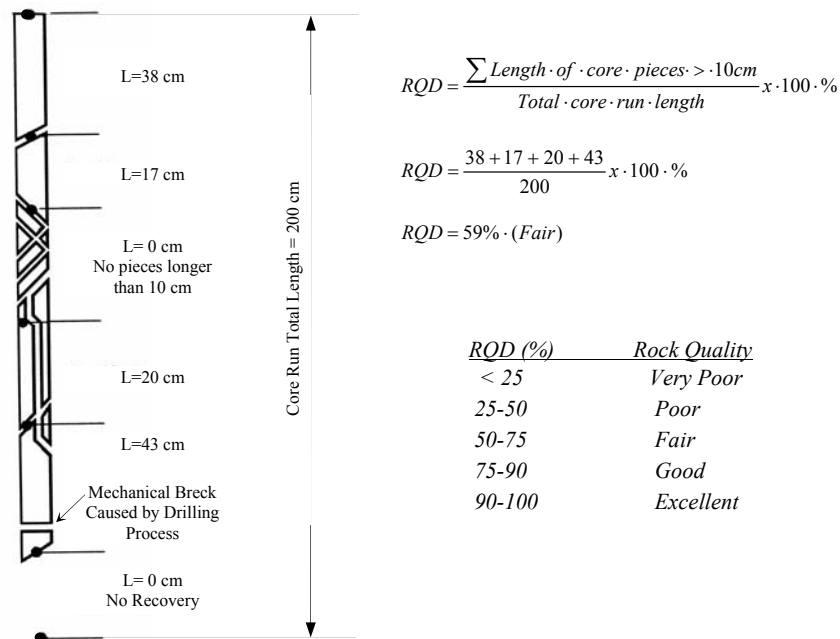 L=38 cm
L=17 cm
L= 0 cm
No pieces longer
than 10 cm
L=20 cm
L=43 cm
Mechanical Breck
Caused by Drilling
Process
L= 0 cm
No Recovery
Core Run Total Length = 200 cm
RQD = ∑ Length · of · core · pieces · > · 10cm / Total · core · run · length x · 100 · %
RQD = 38 + 17 + 20 + 43 / 200 x · 100 · %
RQD = 59% · (Fair)
RQD (%) Rock Quality
< 25 Very Poor
25-50 Poor
50-75 Fair
75-90 Good
90-100 Excellent